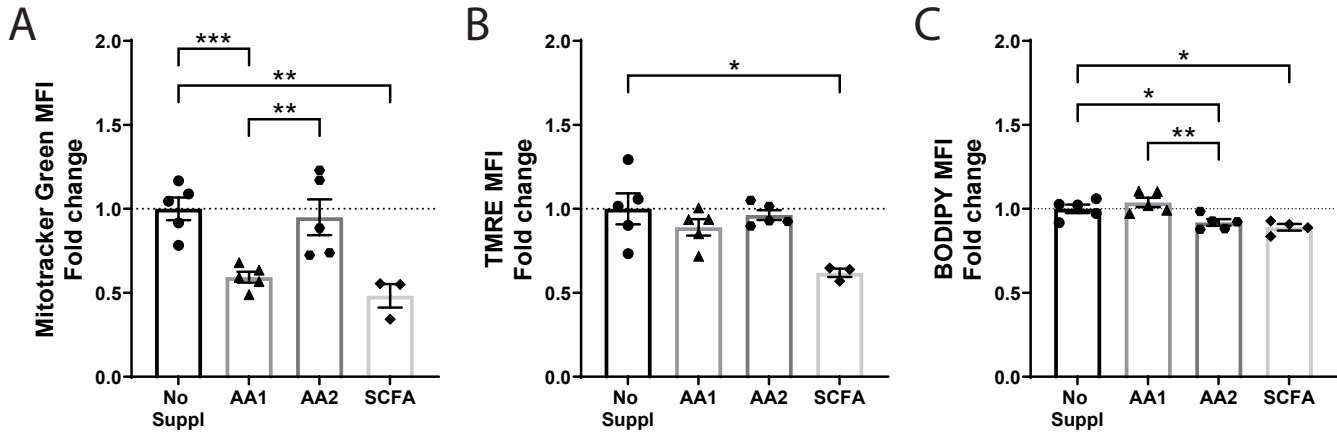 A
Mitotracker Green MFI
Fold change
2.0
1.5
1.0
0.5
0.0
***
**
**
No
Suppl
AA1
AA2
SCFA
B
TMRE MFI
Fold change
2.0
1.5
1.0
0.5
0.0
*
No
Suppl
AA1
AA2
SCFA
C
BODIPY MFI
Fold change
2.0
1.5
1.0
0.5
0.0
*
*
**
No
Suppl
AA1
AA2
SCFA